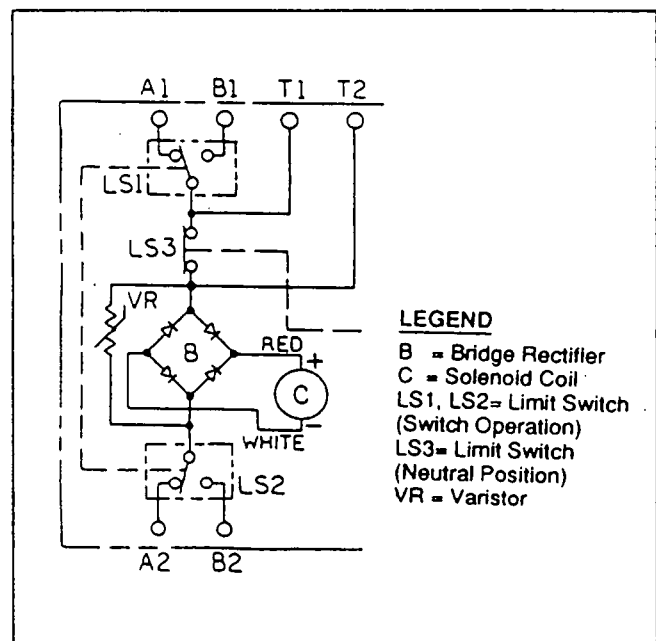 A1 B1 T1 T2
LS1
LS3
VR
B
RED
+
C
-
WHITE
LS2
A2 B2
LEGEND
B = Bridge Rectifier
C = Solenoid Coil
LS1, LS2= Limit Switch
(Switch Operation)
LS3= Limit Switch
(Neutral Position)
VR = Varistor